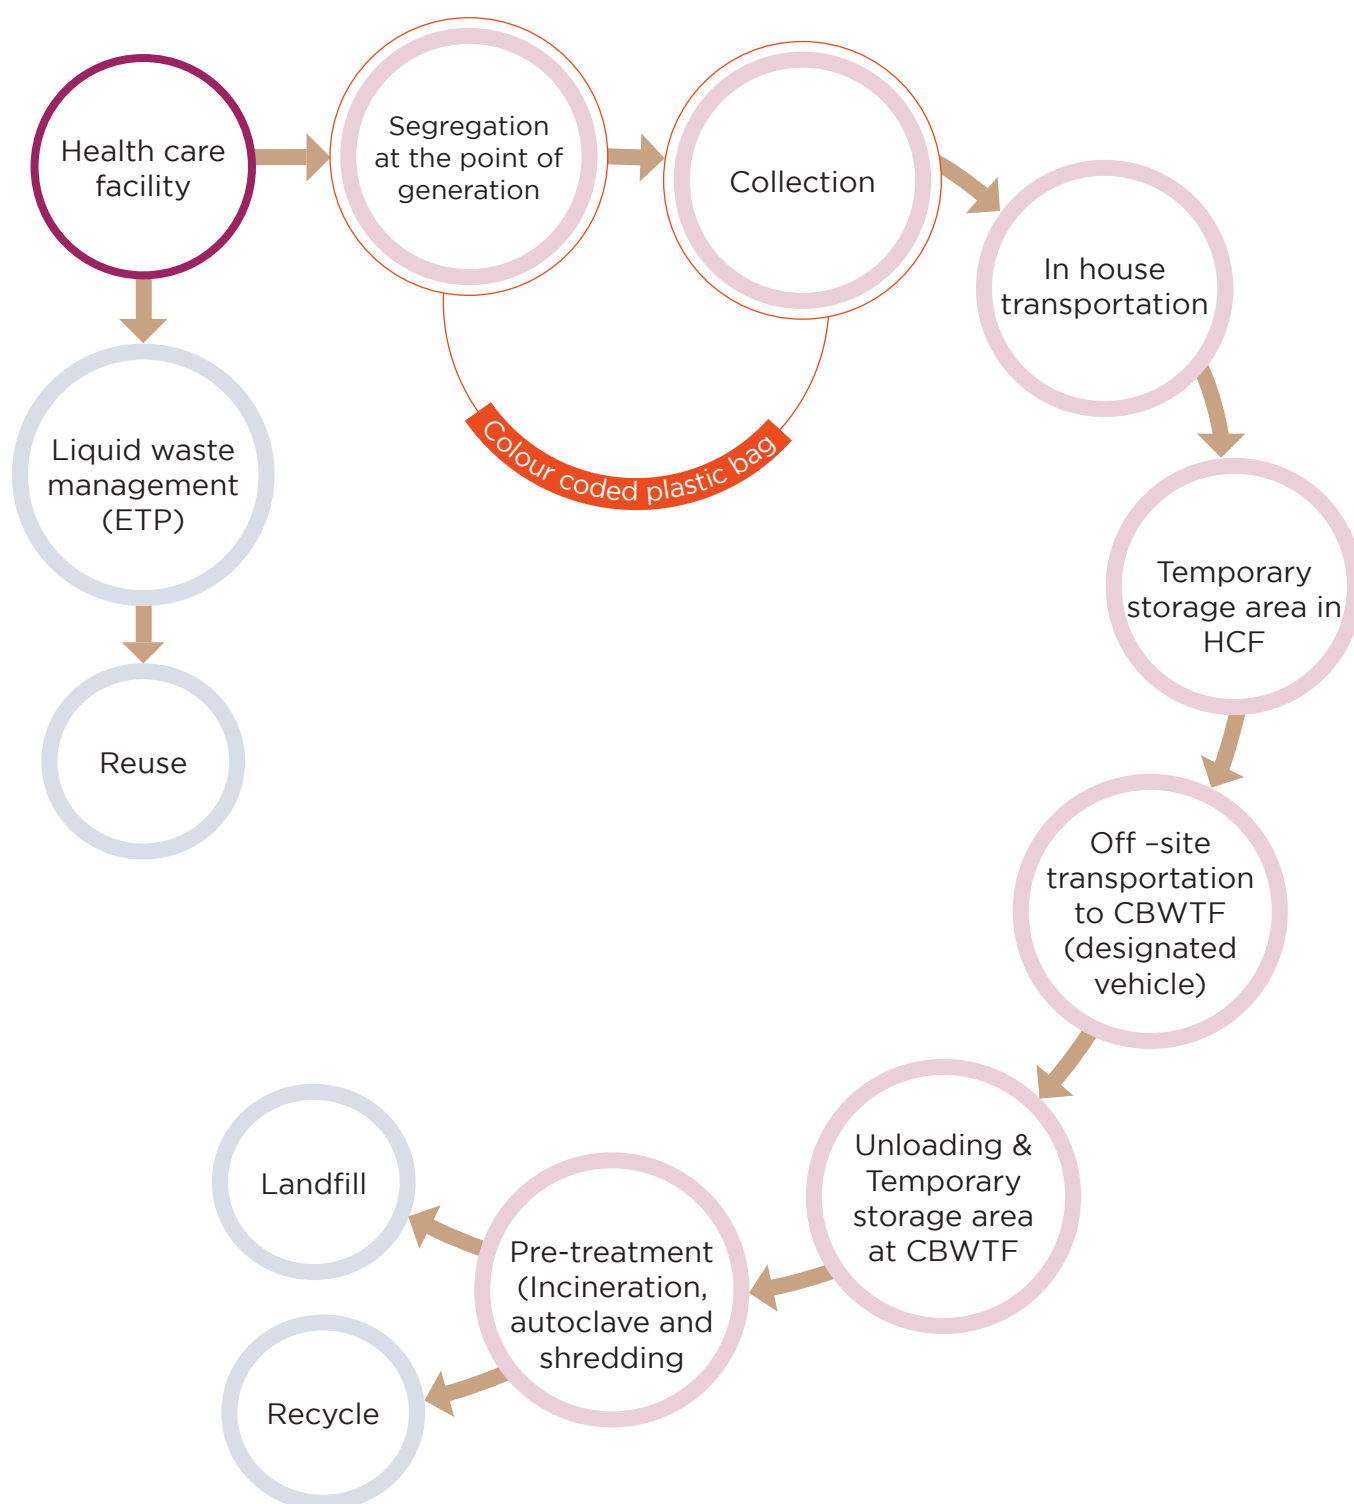 Health care
facility
Segregation
at the point of
generation
Collection
In house
transportation
Colour coded plastic bag
Liquid waste
management
(ETP)
Reuse
Temporary
storage area in
HCF
Off –site
transportation
to CBWTF
(designated
vehicle)
Unloading &
Temporary
storage area
at CBWTF
Pre-treatment
(Incineration,
autoclave and
shredding
Landfill
Recycle